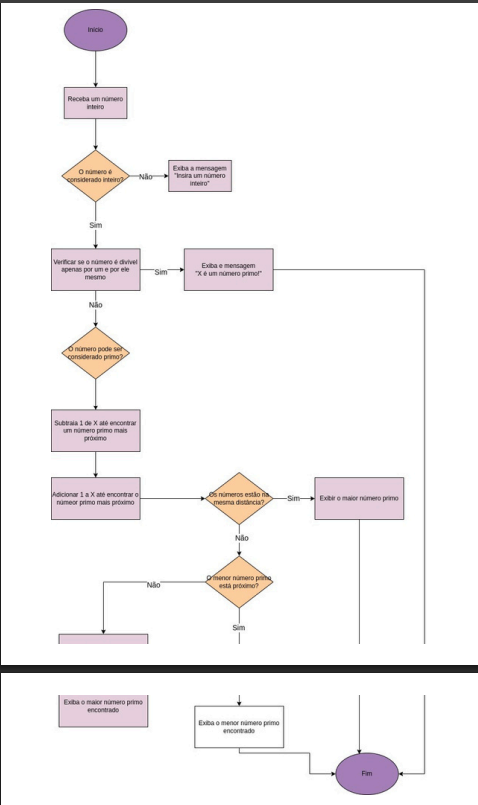 Início
Receba um número
inteiro
O número é
considerado inteiro?
Não
Exiba a mensagem
"Insira um número
inteiro"
Sim
Verificar se o número é divível
apenas por um e por ele
mesmo
Sim
Exiba e mensagem
"X é um número primo!"
Não
O número pode ser
considerado primo?
Subtraia 1 de X até encontrar
um número primo mais
próximo
Adicionar 1 a X até encontrar o
númeor primo mais próximo
Os números estão na
mesma distância?
Sim
Exibir o maior número primo
Não
O menor número primo
está próximo?
Não
Sim
Exiba o maior número primo
encontrado
Exiba o menor número primo
encontrado
Fim